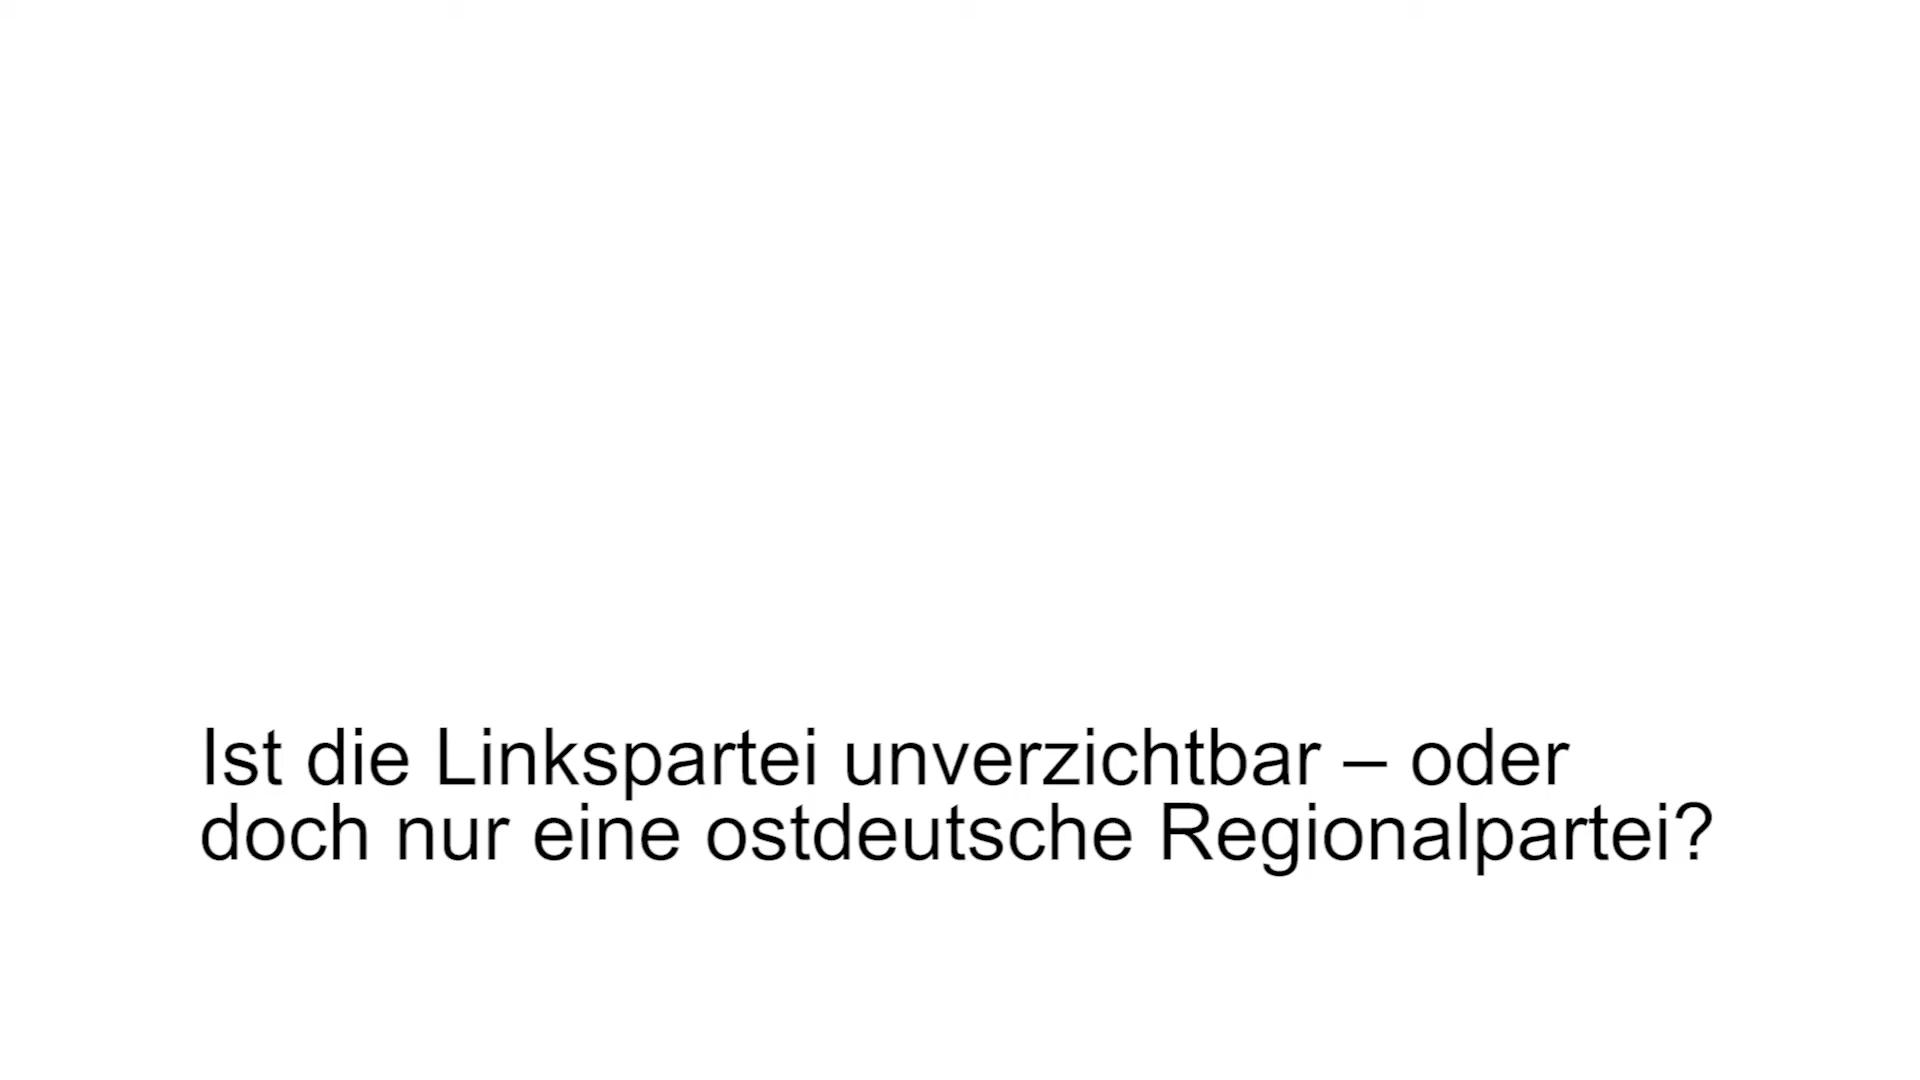 Ist die Linkspartei unverzichtbar – oder
doch nur eine ostdeutsche Regionalpartei?